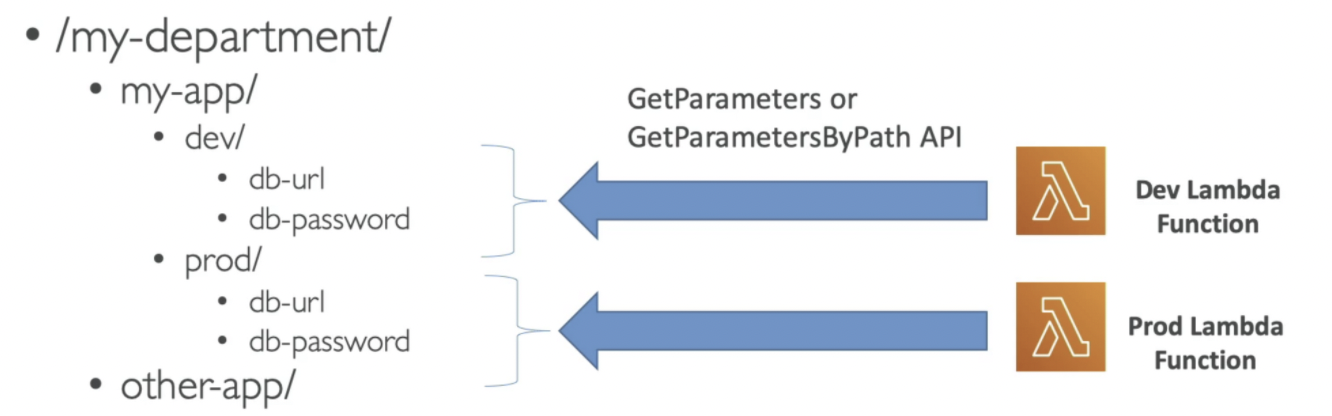 • /my-department/
• my-app/
• dev/
• db-url
• db-password
• prod/
• db-url
• db-password
• other-app/
GetParameters or
GetParametersByPath API
Dev Lambda
Function
Prod Lambda
Function